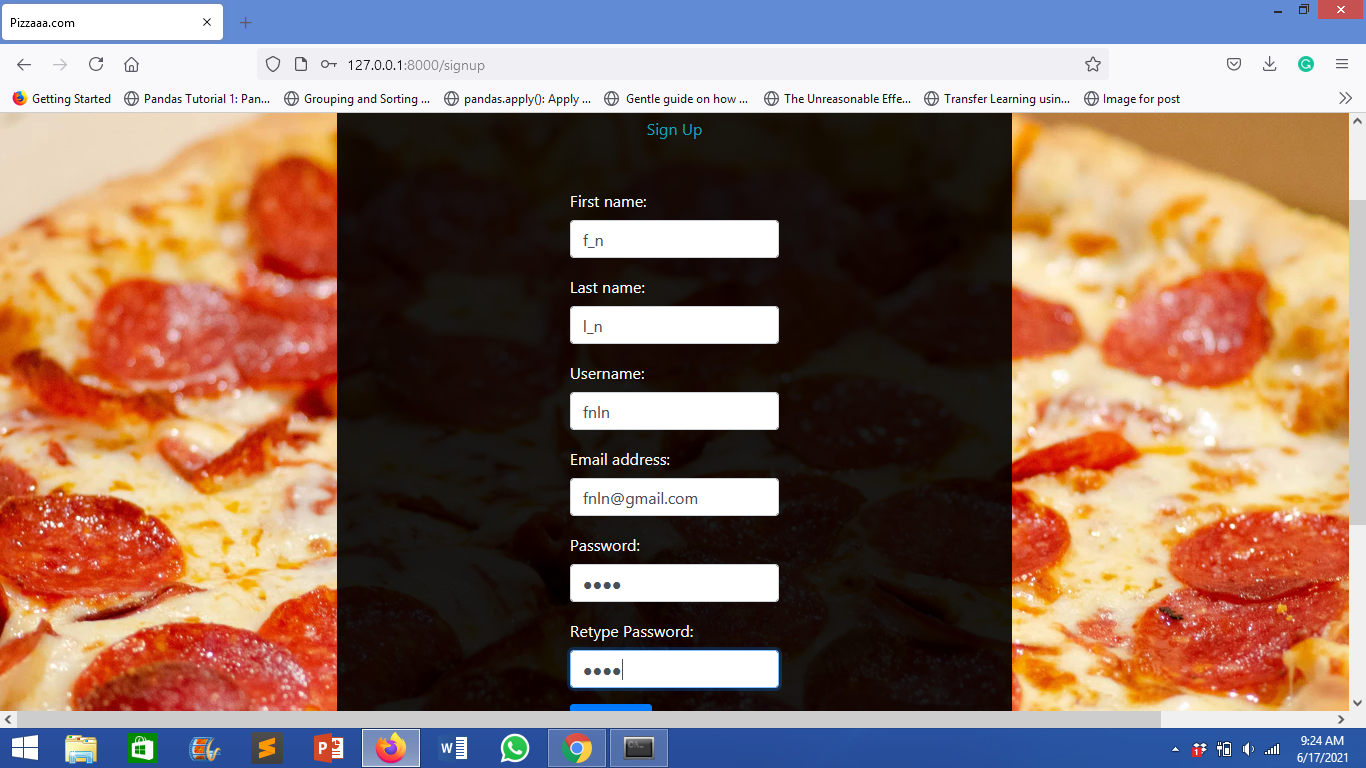 Pizzaaa.com
127.0.0.1:8000/signup
Getting Started
Pandas Tutorial 1: Pan...
Grouping and Sorting ...
pandas.apply(): Apply ...
Gentle guide on how ...
The Unreasonable Effe...
Transfer Learning usin...
Image for post
Sign Up
First name:
f_n
Last name:
l_n
Username:
fnln
Email address:
fnln@gmail.com
Password:
●●●●
Retype Password:
●●●●
9:24 AM
6/17/2021